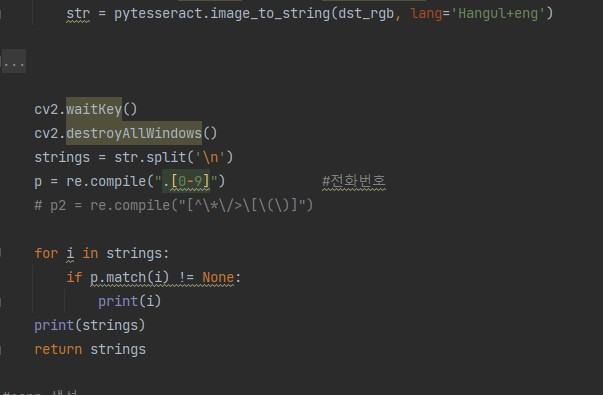 str = pytesseract.image_to_string(dst_rgb, lang='Hangul+eng')
...
cv2.waitKey()
cv2.destroyAllWindows()
strings = str.split('\n')
p = re.compile(".[0-9]") #전화번호
# p2 = re.compile("[^\*\/>\[\(\)]")
for i in strings:
if p.match(i) != None:
print(i)
print(strings)
return strings